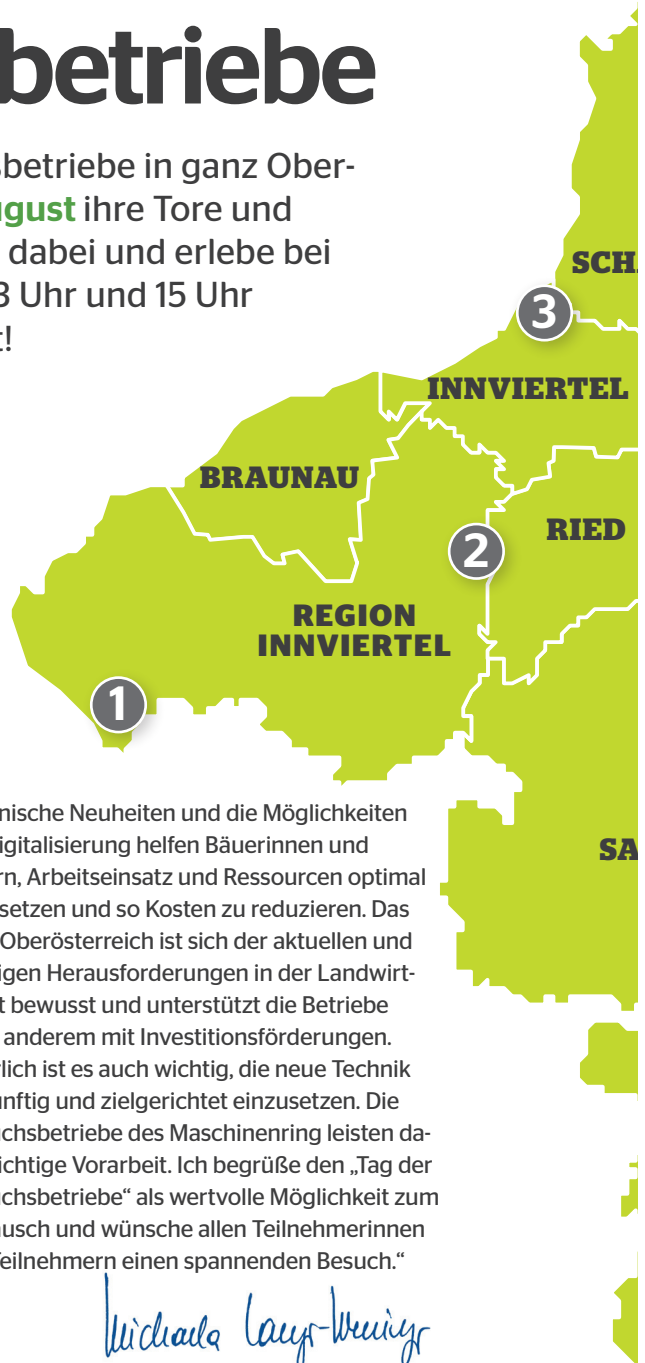 betriebe
sbetriebe in ganz Ober-
ugust ihre Tore und
dabei und erlebe bei
3 Uhr und 15 Uhr
t!
SCH
3
INNVIERTEL
BRAUNAU
RIED
2
REGION
INNVIERTEL
1
SA
nische Neuheiten und die Möglichkeiten
igitalisierung helfen Bäuerinnen und
rn, Arbeitseinsatz und Ressourcen optimal
setzen und so Kosten zu reduzieren. Das
Oberösterreich ist sich der aktuellen und
igen Herausforderungen in der Landwirt-
t bewusst und unterstützt die Betriebe
anderem mit Investitionsförderungen.
rlich ist es auch wichtig, die neue Technik
nftig und zielgerichtet einzusetzen. Die
chsbetriebe des Maschinenring leisten da-
ichtige Vorarbeit. Ich begrüße den „Tag der
chsbetriebe“ als wertvolle Möglichkeit zum
usch und wünsche allen Teilnehmerinnen
Teilnehmern einen spannenden Besuch.“
Michaela Langer-Weninger